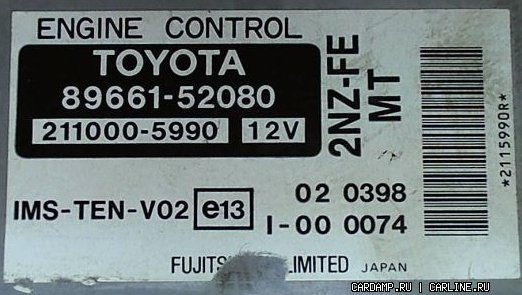 ENGINE CONTROL
TOYOTA
89661-52080
211000-5990 12V
2NZ-FE
MT
*2115990R*
IMS-TEN-V02 e13
02 0398
I-00 0074
LIMITED JAPAN
CARDAMP.RU | CARLINE.RU